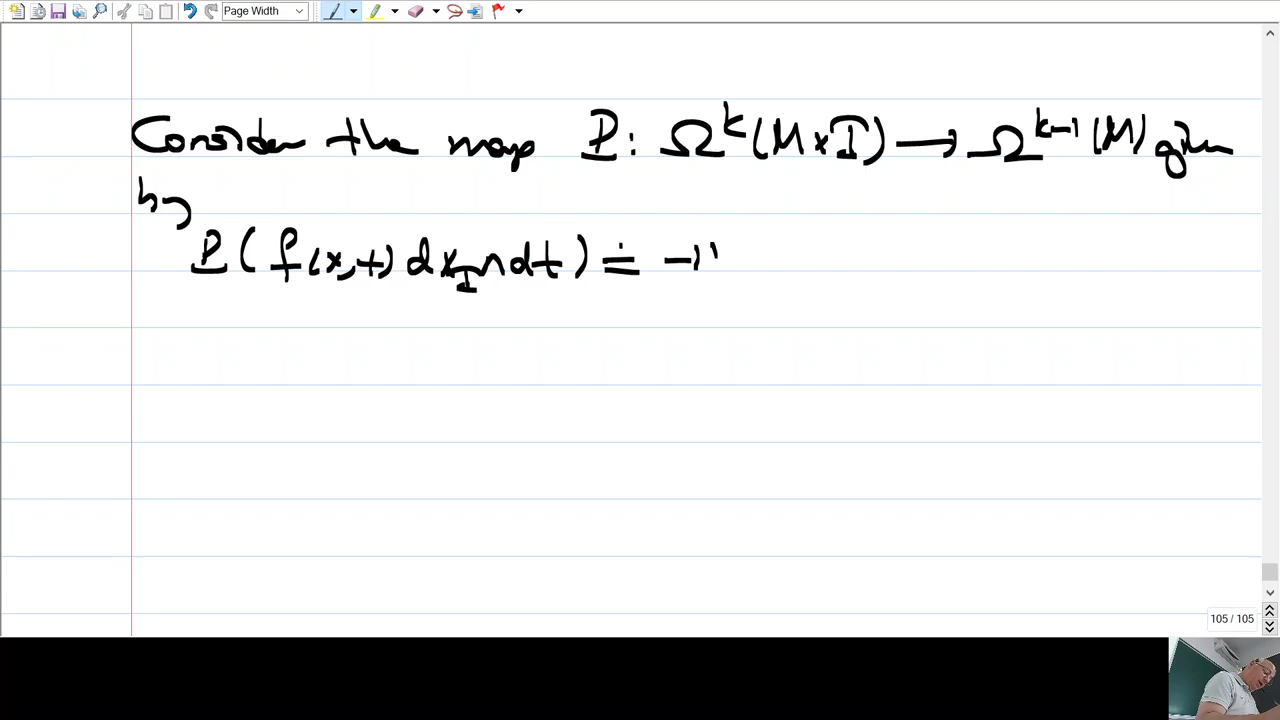 Page Width
Consider the map P: Ω^k(M×I) → Ω^{k-1}(M) given
by
P(f(x,t) dx_I ∧ dt) ≐ -1
105 / 105